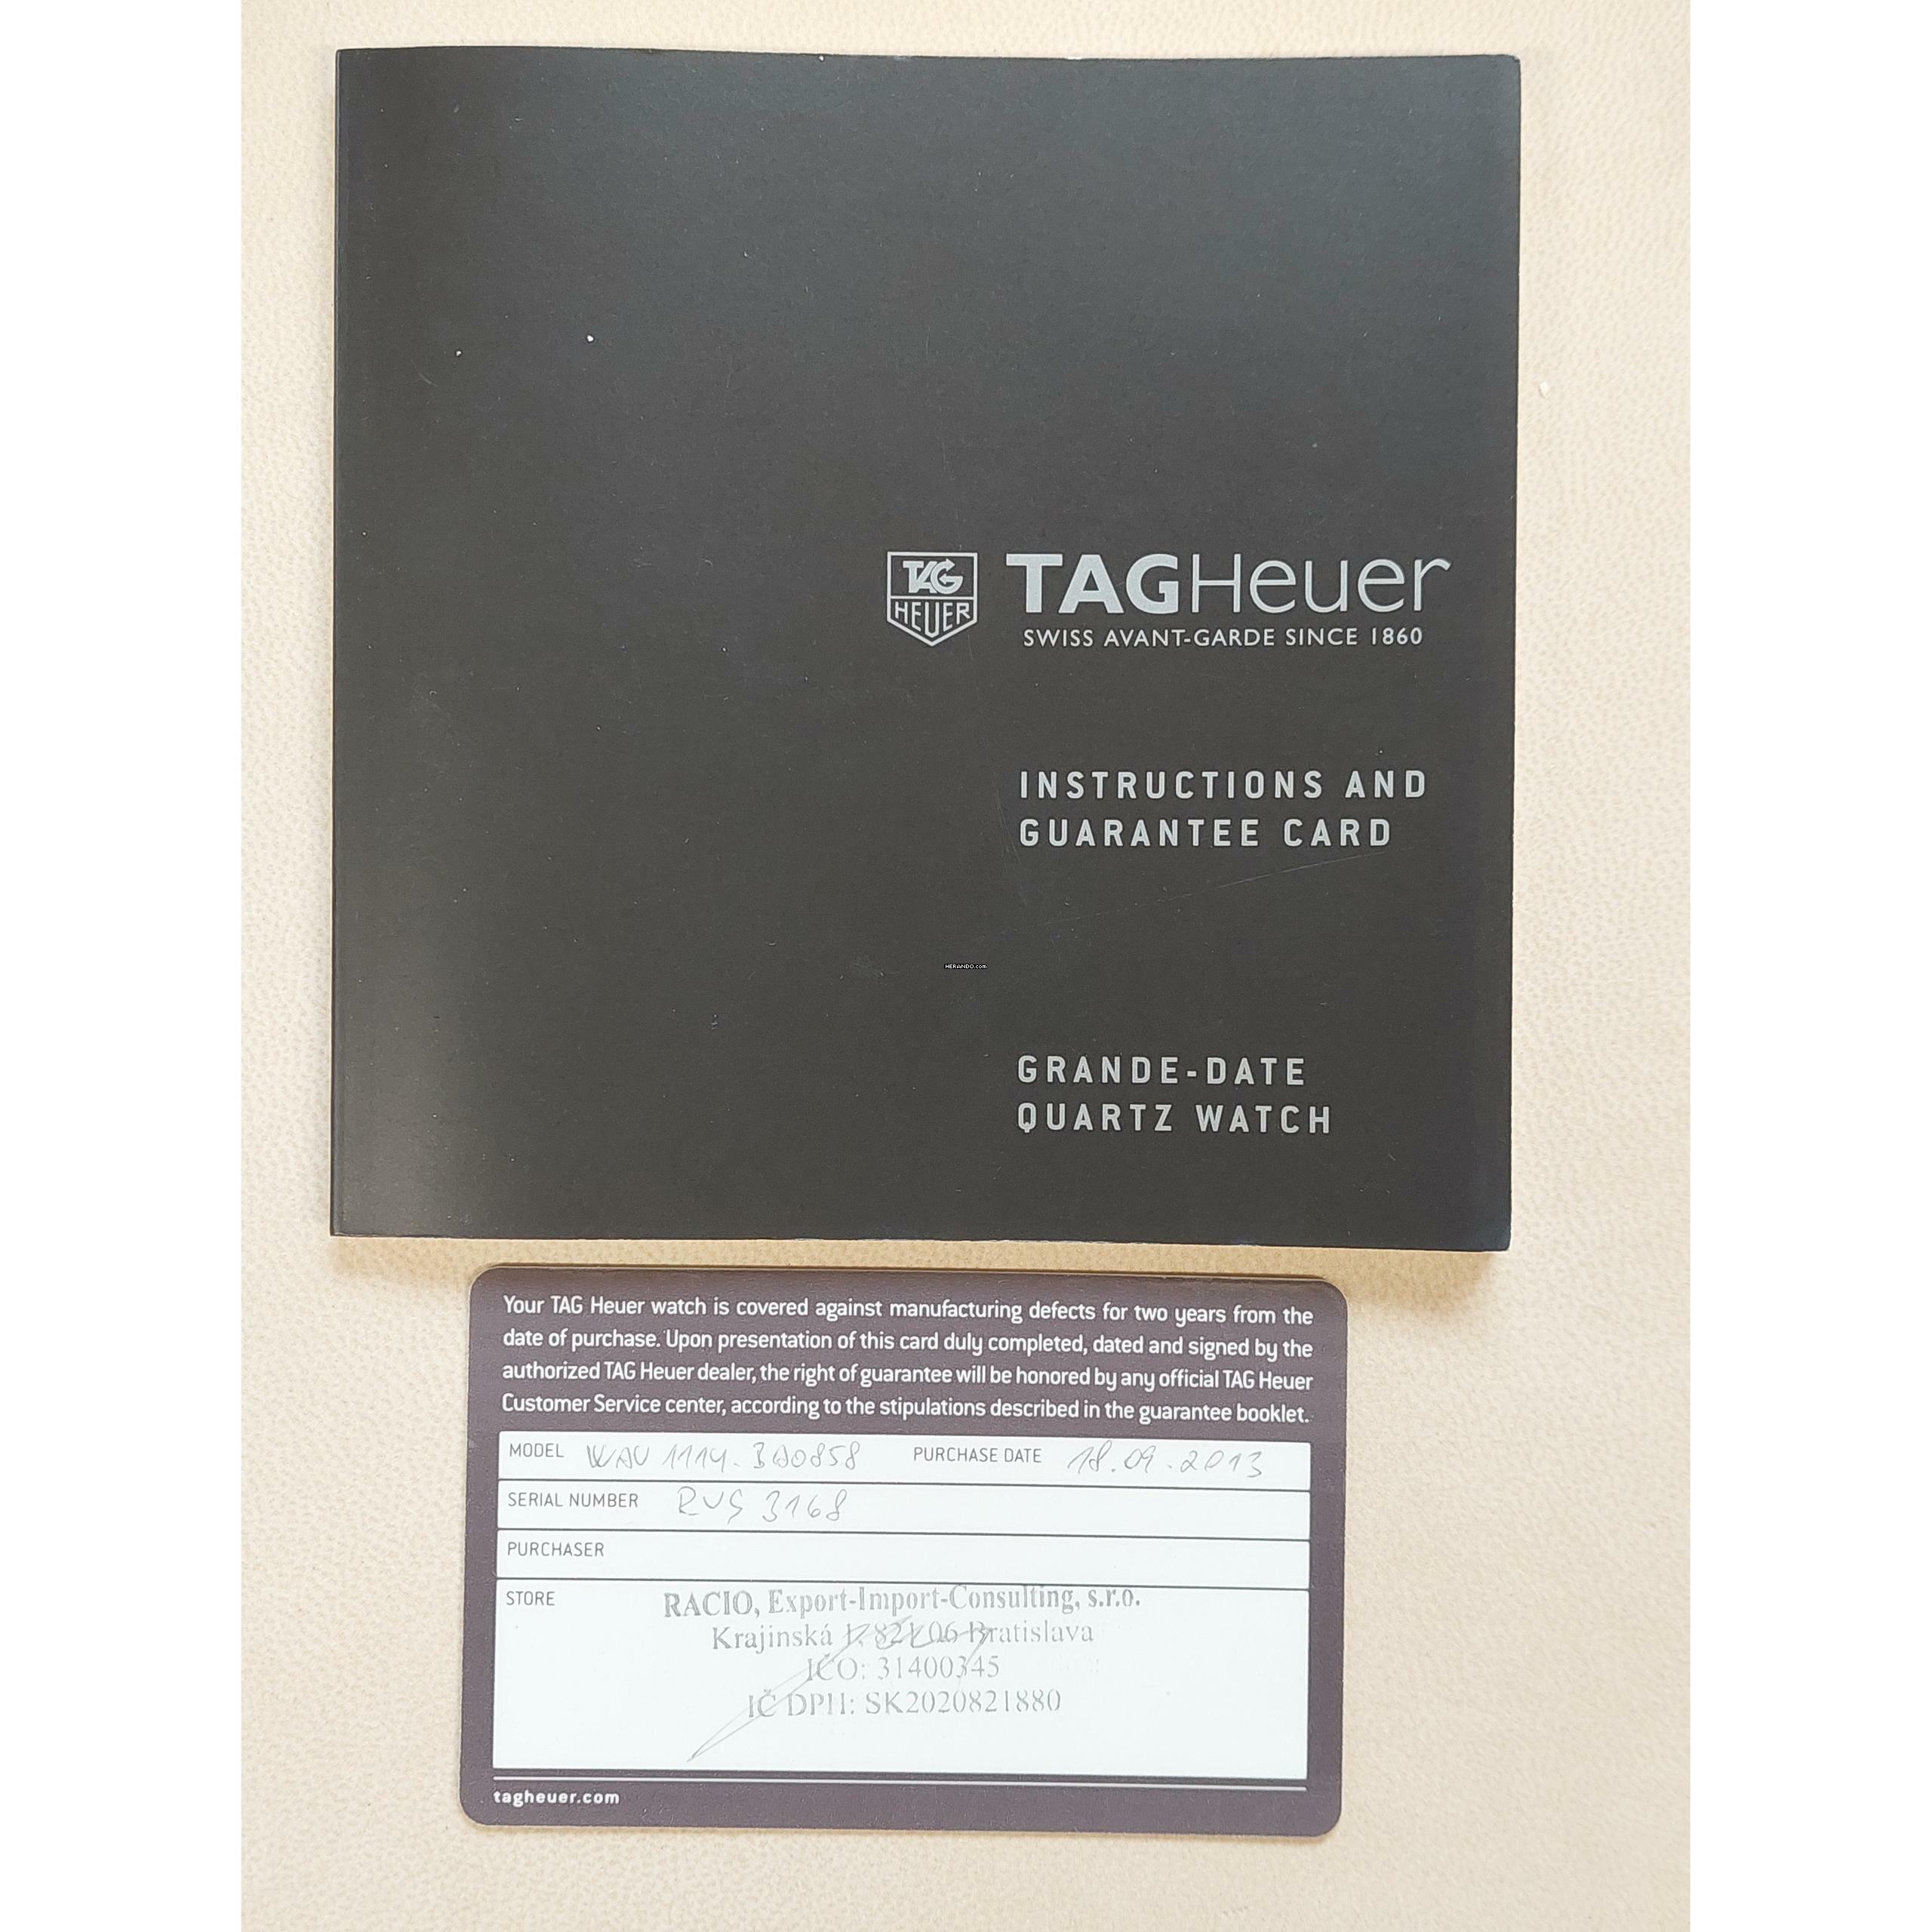 TAG
HEUER
TAGHeuer
SWISS AVANT-GARDE SINCE 1860
INSTRUCTIONS AND
GUARANTEE CARD
HERANDO.com
GRANDE-DATE
QUARTZ WATCH
Your TAG Heuer watch is covered against manufacturing defects for two years from the
date of purchase. Upon presentation of this card duly completed, dated and signed by the
authorized TAG Heuer dealer, the right of guarantee will be honored by any official TAG Heuer
Customer Service center, according to the stipulations described in the guarantee booklet.
MODEL WAU 1114. BA0858 PURCHASE DATE 18.09.2013
SERIAL NUMBER RUS 3168
PURCHASER
STORE RACIO, Export-Import-Consulting, s.r.o.
Krajinská 1, 821 06 Bratislava
IČO: 31400345
IČ DPH: SK2020821880
tagheuer.com